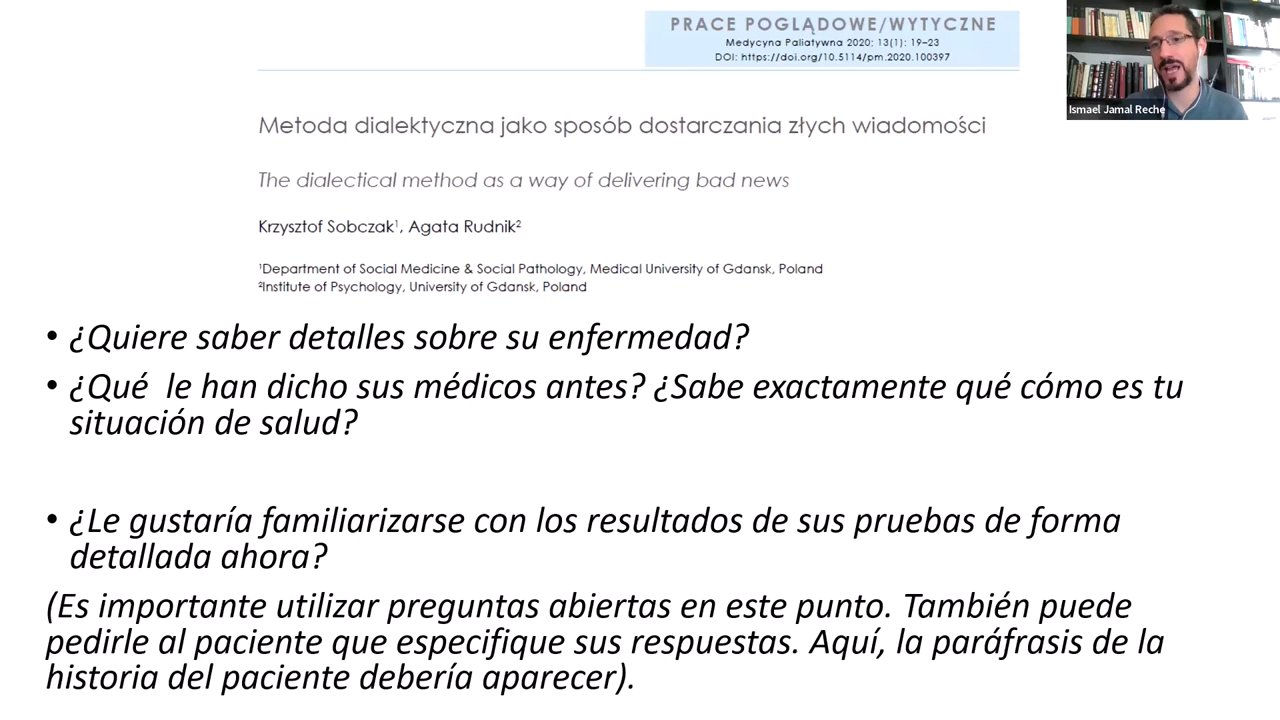 PRACE POGLĄDOWE/WYTYCZNE
Medycyna Paliatywna 2020; 13(1): 19–23
DOI: https://doi.org/10.5114/pm.2020.100397
Ismael Jamal Reche
Metoda dialektyczna jako sposób dostarczania złych wiadomości
The dialectical method as a way of delivering bad news
Krzysztof Sobczak¹, Agata Rudnik²
¹Department of Social Medicine & Social Pathology, Medical University of Gdansk, Poland
²Institute of Psychology, University of Gdansk, Poland
• ¿Quiere saber detalles sobre su enfermedad?
• ¿Qué le han dicho sus médicos antes? ¿Sabe exactamente qué cómo es tu
situación de salud?
• ¿Le gustaría familiarizarse con los resultados de sus pruebas de forma
detallada ahora?
(Es importante utilizar preguntas abiertas en este punto. También puede
pedirle al paciente que especifique sus respuestas. Aquí, la paráfrasis de la
historia del paciente debería aparecer).